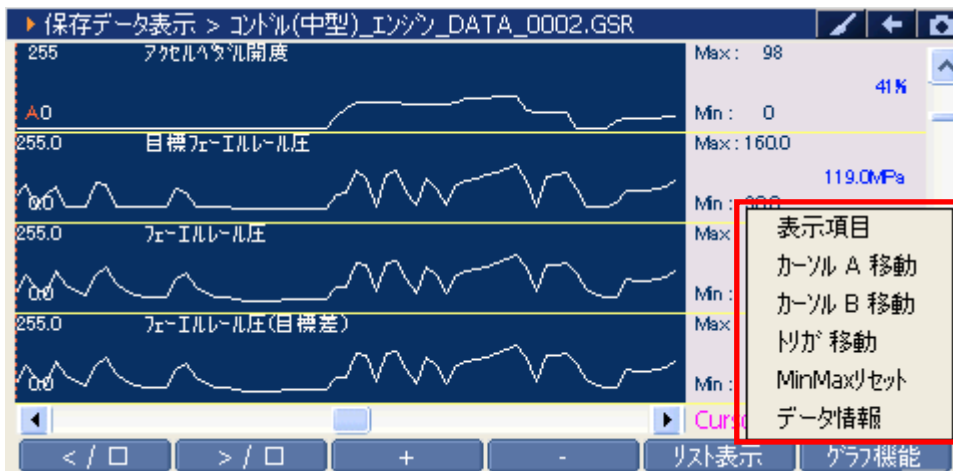 保存データ表示 > コンドル(中型)_エンジン_DATA_0002.GSR
255 アクセルペダル開度 Max: 98
41%
A0 Min: 0
255.0 目標フューエルレール圧 Max: 160.0
119.0MPa
0.0 Min:
255.0 フューエルレール圧 Max
0.0 Min:
255.0 フューエルレール圧(目標差) Max
0.0 Min:
表示項目
カーソル A 移動
カーソル B 移動
トリガ 移動
MinMaxリセット
データ情報
Curso
< / ロ > / ロ + - リスト表示 グラフ機能